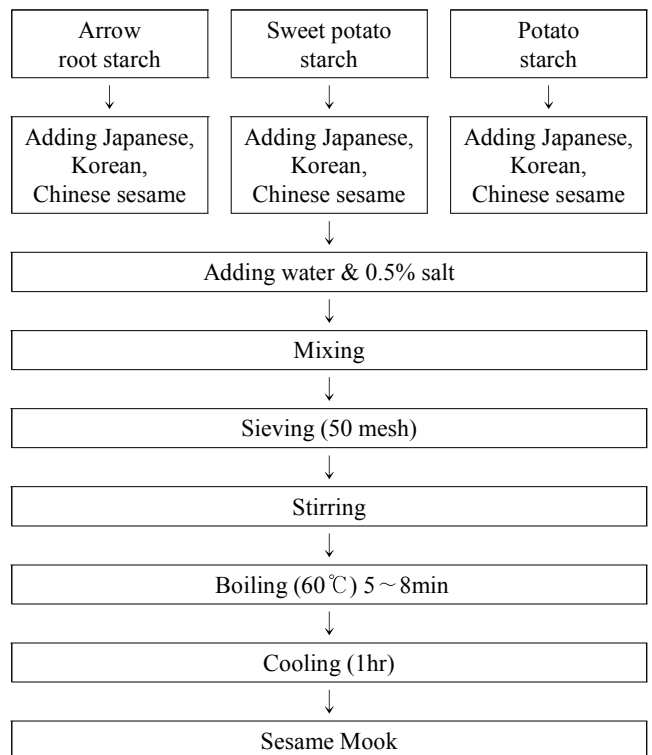 Arrow
root starch
Sweet potato
starch
Potato
starch
Adding Japanese,
Korean,
Chinese sesame
Adding Japanese,
Korean,
Chinese sesame
Adding Japanese,
Korean,
Chinese sesame
Adding water & 0.5% salt
Mixing
Sieving (50 mesh)
Stirring
Boiling (60℃) 5～8min
Cooling (1hr)
Sesame Mook